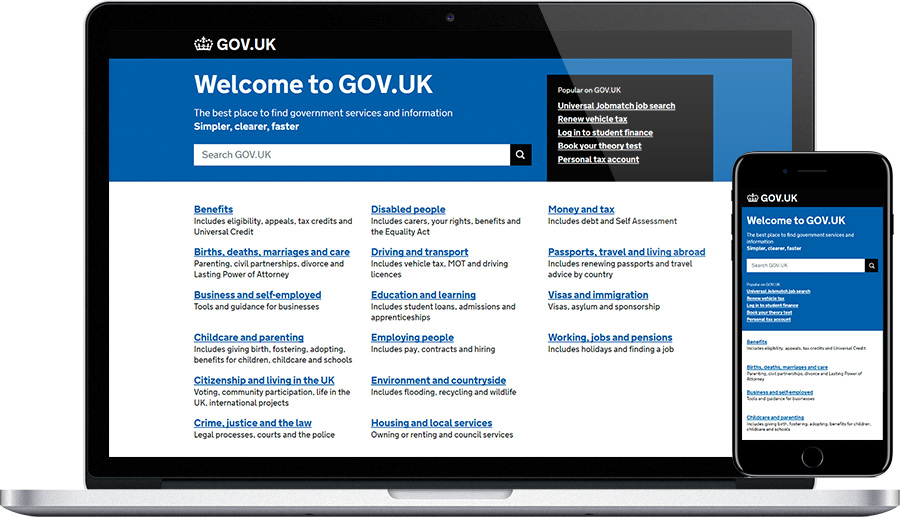 GOV.UK
Welcome to GOV.UK
The best place to find government services and information
Simpler, clearer, faster
Search GOV.UK
Popular on GOV.UK
Universal Jobmatch job search
Renew vehicle tax
Log in to student finance
Book your theory test
Personal tax account
Benefits
Includes eligibility, appeals, tax credits and
Universal Credit
Births, deaths, marriages and care
Parenting, civil partnerships, divorce and
Lasting Power of Attorney
Business and self-employed
Tools and guidance for businesses
Childcare and parenting
Includes giving birth, fostering, adopting,
benefits for children, childcare and schools
Citizenship and living in the UK
Voting, community participation, life in the
UK, international projects
Crime, justice and the law
Legal processes, courts and the police
Disabled people
Includes carers, your rights, benefits and
the Equality Act
Driving and transport
Includes vehicle tax, MOT and driving
licences
Education and learning
Includes student loans, admissions and
apprenticeships
Employing people
Includes pay, contracts and hiring
Environment and countryside
Includes flooding, recycling and wildlife
Housing and local services
Owning or renting and council services
Money and tax
Includes debt and Self Assessment
Passports, travel and living abroad
Includes renewing passports and travel
advice by country
Visas and immigration
Visas, asylum and sponsorship
Working, jobs and pensions
Includes holidays and finding a job
GOV.UK
Welcome to GOV.UK
The best place to find government services and
information
Simpler, clearer, faster
Search GOV.UK
Popular on GOV.UK
Universal Jobmatch job search
Renew vehicle tax
Log in to student finance
Book your theory test
Personal tax account
Benefits
Includes eligibility, appeals, tax credits and Universal Credit
Births, deaths, marriages and care
Parenting, civil partnerships, divorce and Lasting Power of
Attorney
Business and self-employed
Tools and guidance for businesses
Childcare and parenting
Includes giving birth, fostering, adopting, benefits for children,
childcare and schools